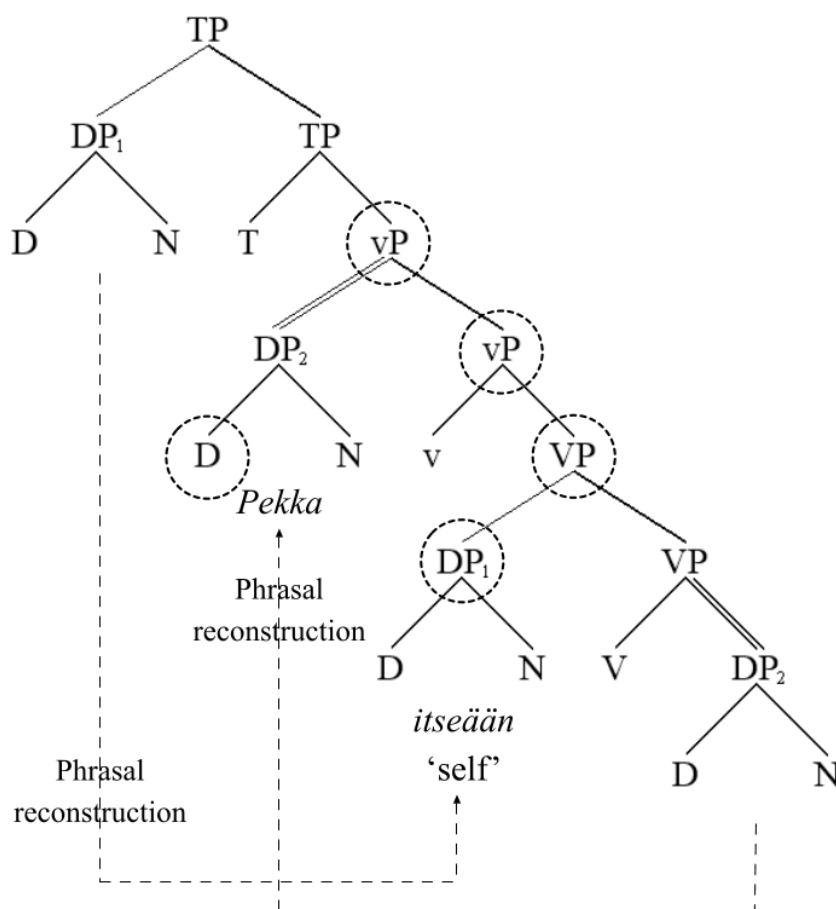 TP
DP₁ TP
D N T vP
DP₂ vP
D N v VP
Pekka
DP₁ VP
Phrasal
reconstruction
D N V DP₂
itseään
‘self’
D N
Phrasal
reconstruction